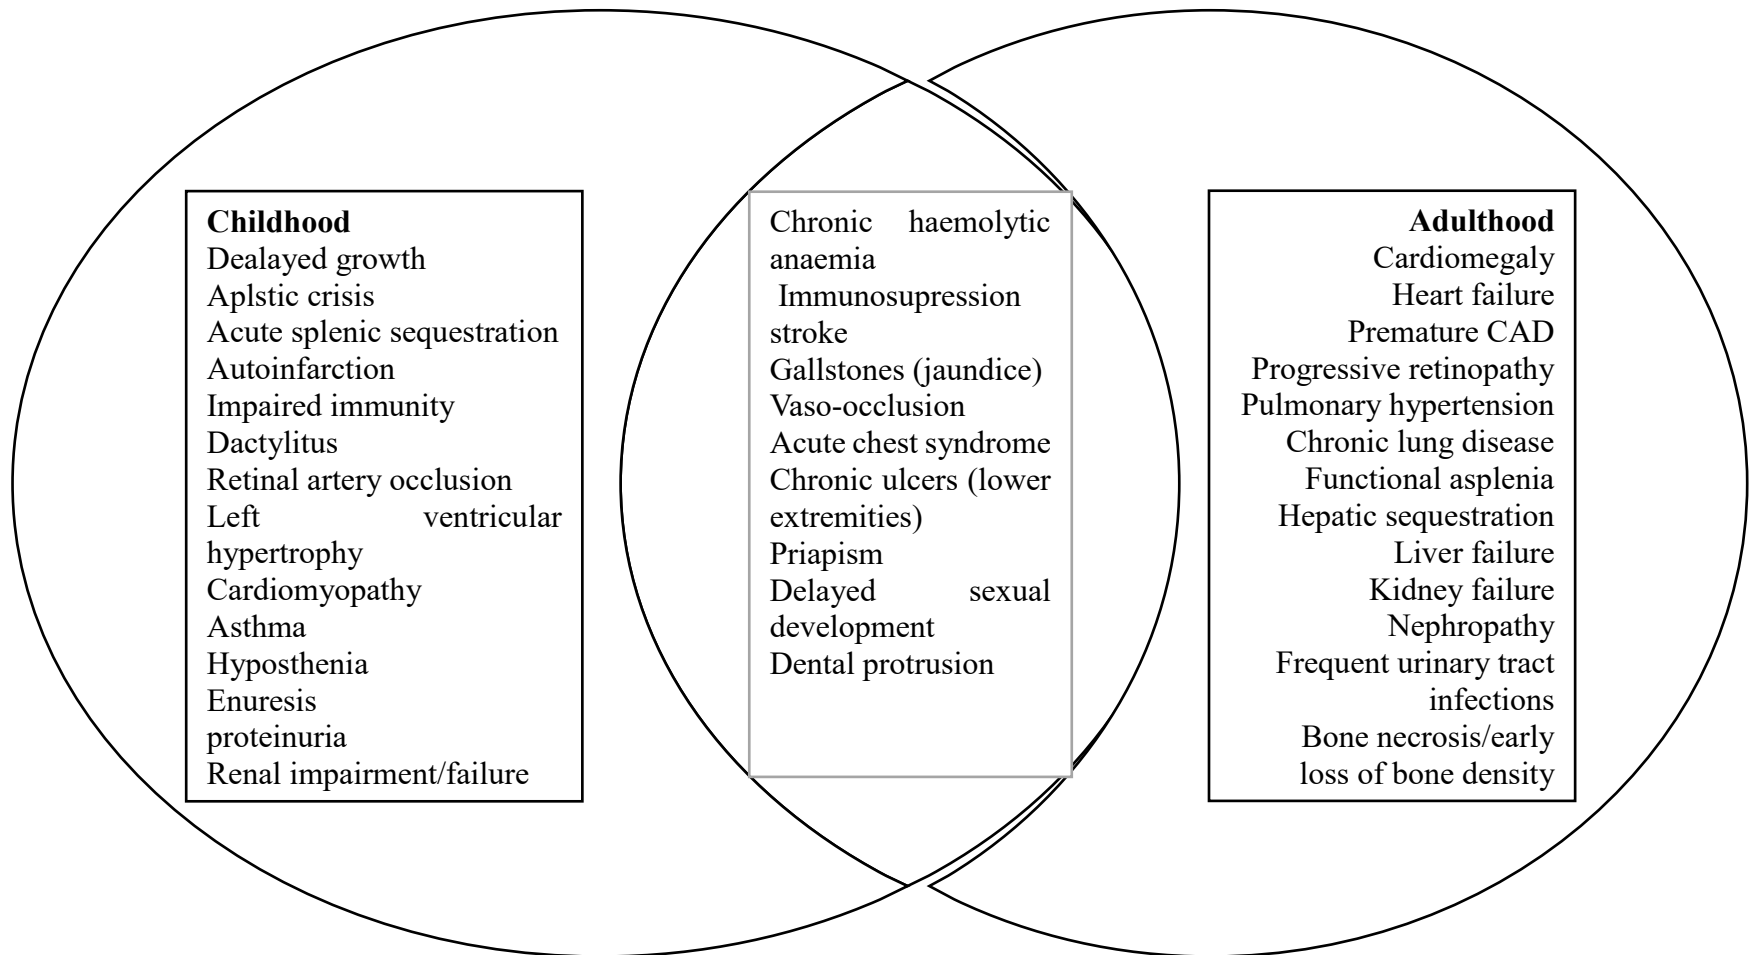 Childhood
Dealayed growth
Aplstic crisis
Acute splenic sequestration
Autoinfarction
Impaired immunity
Dactylitus
Retinal artery occlusion
Left ventricular
hypertrophy
Cardiomyopathy
Asthma
Hyposthenia
Enuresis
proteinuria
Renal impairment/failure
Chronic haemolytic
anaemia
Immunosupression
stroke
Gallstones (jaundice)
Vaso-occlusion
Acute chest syndrome
Chronic ulcers (lower
extremities)
Priapism
Delayed sexual
development
Dental protrusion
Adulthood
Cardiomegaly
Heart failure
Premature CAD
Progressive retinopathy
Pulmonary hypertension
Chronic lung disease
Functional asplenia
Hepatic sequestration
Liver failure
Kidney failure
Nephropathy
Frequent urinary tract
infections
Bone necrosis/early
loss of bone density